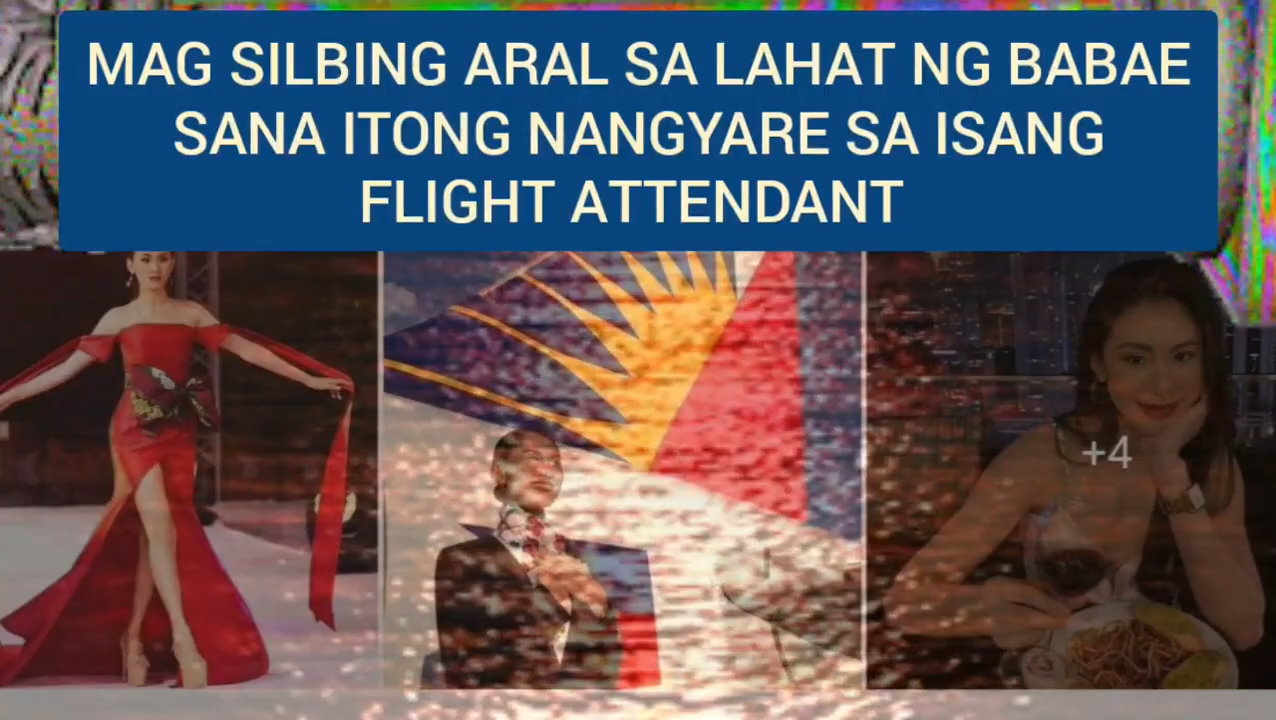 MAG SILBING ARAL SA LAHAT NG BABAE
SANA ITONG NANGYARE SA ISANG
FLIGHT ATTENDANT
+4